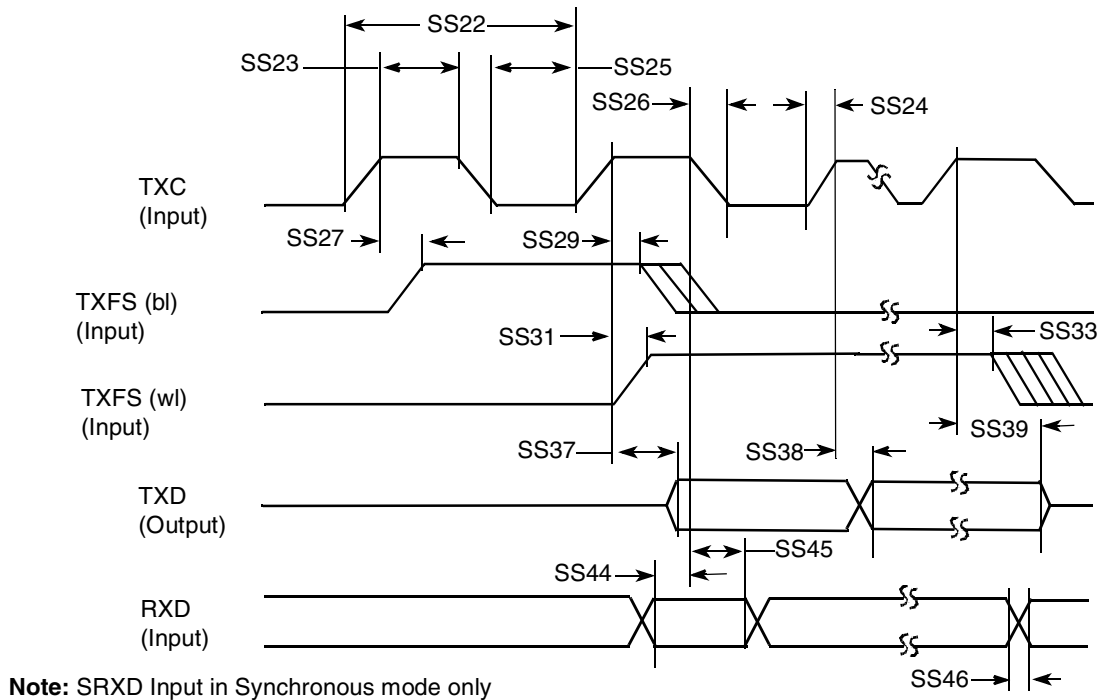 SS22
SS23
SS25
SS26
SS24
TXC
(Input)
SS27
SS29
TXFS (bl)
(Input)
SS31
SS33
TXFS (wl)
(Input)
SS39
SS37
SS38
TXD
(Output)
SS45
SS44
RXD
(Input)
SS46
Note: SRXD Input in Synchronous mode only